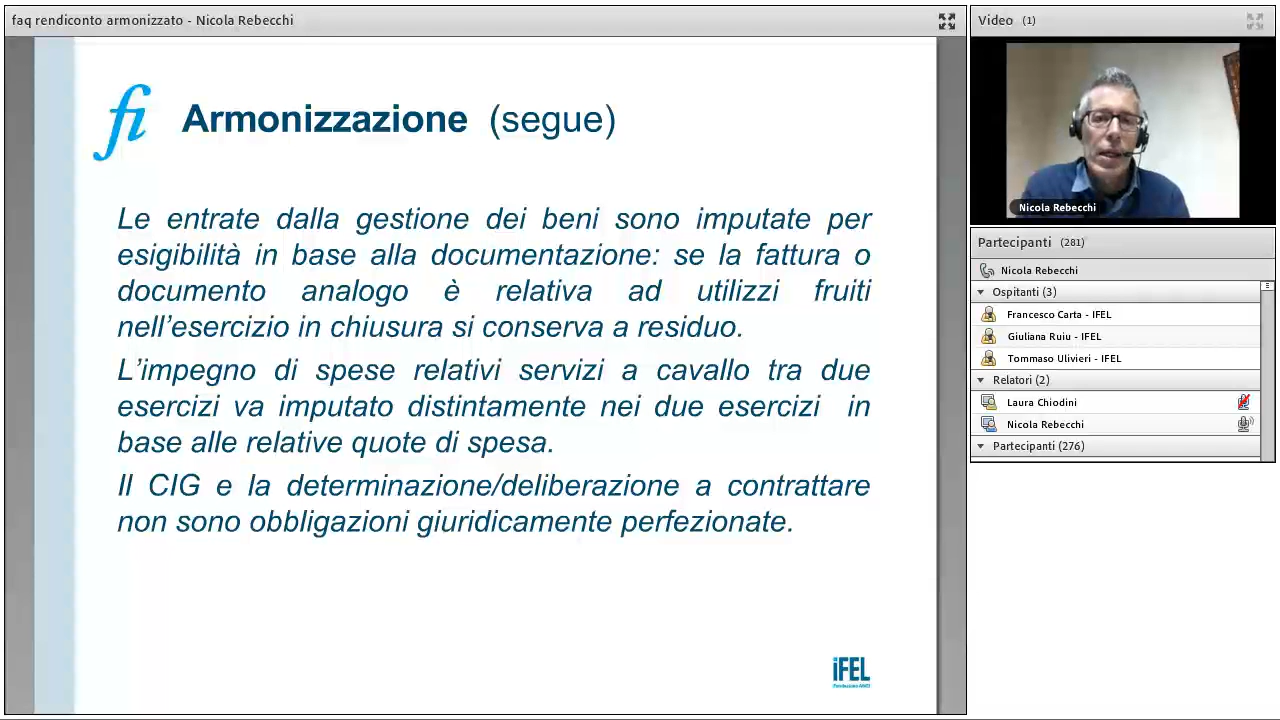 faq rendiconto armonizzato - Nicola Rebecchi
fi Armonizzazione (segue)
Le entrate dalla gestione dei beni sono imputate per
esigibilità in base alla documentazione: se la fattura o
documento analogo è relativa ad utilizzi fruiti
nell'esercizio in chiusura si conserva a residuo.
L'impegno di spese relativi servizi a cavallo tra due
esercizi va imputato distintamente nei due esercizi in
base alle relative quote di spesa.
Il CIG e la determinazione/deliberazione a contrattare
non sono obbligazioni giuridicamente perfezionate.
iFEL
Fondazione ANCI
Video (1)
Nicola Rebecchi
Partecipanti (281)
Nicola Rebecchi
Ospitanti (3)
Francesco Carta - IFEL
Giuliana Ruiu - IFEL
Tommaso Ulivieri - IFEL
Relatori (2)
Laura Chiodini
Nicola Rebecchi
Partecipanti (276)